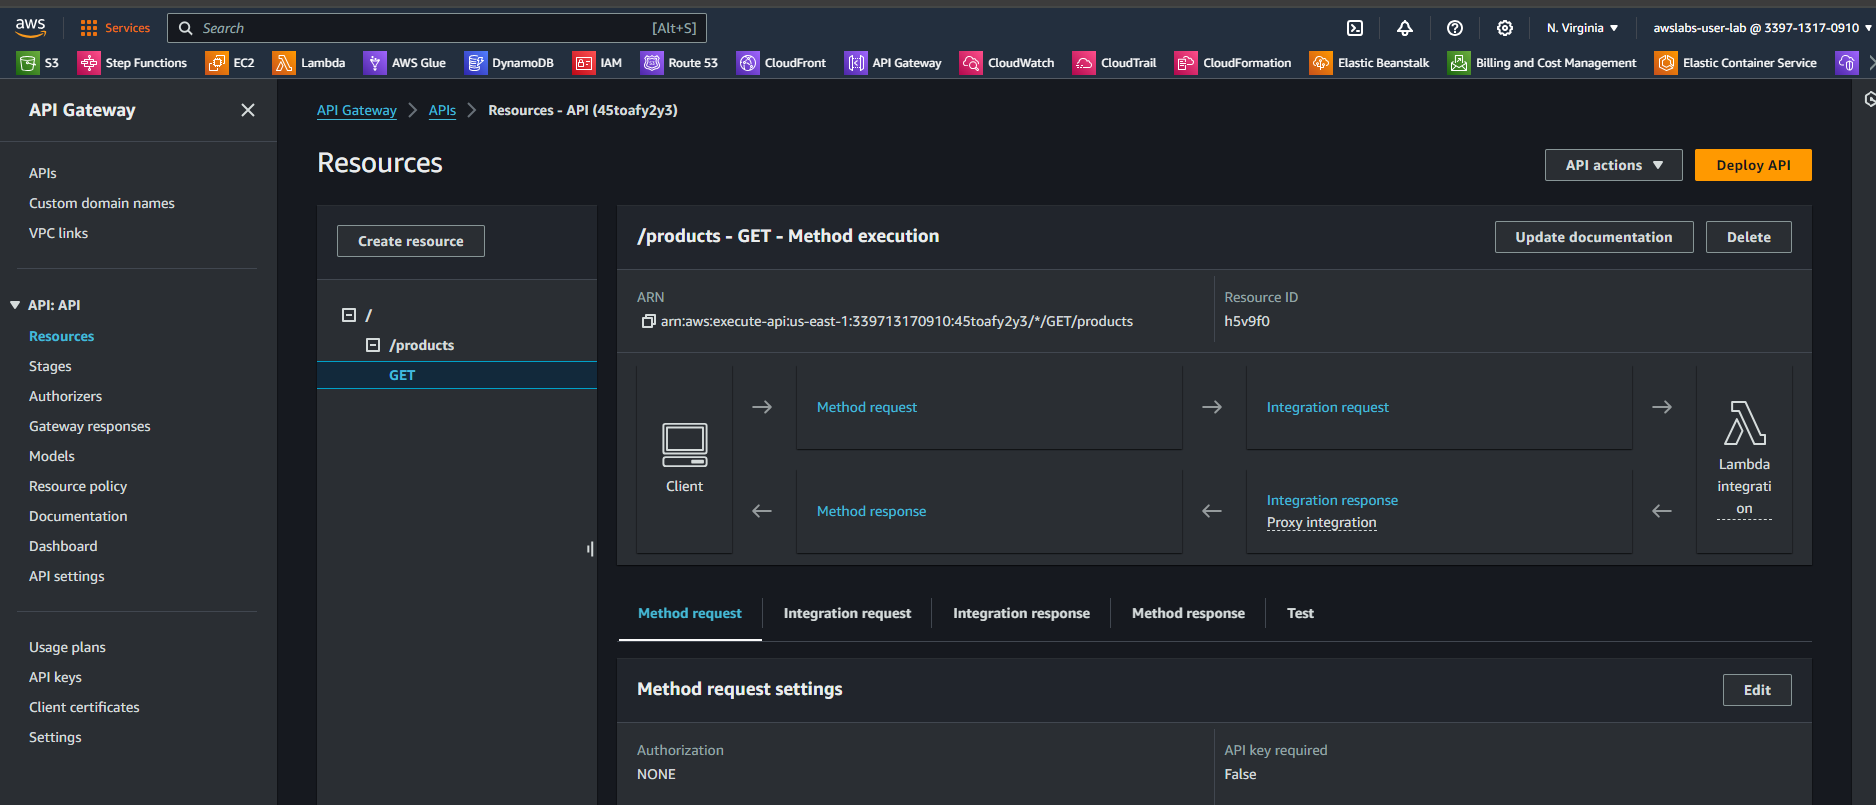 aws
Services
Search [Alt+S]
N. Virginia
awslabs-user-lab @ 3397-1317-0910
S3 Step Functions EC2 Lambda AWS Glue DynamoDB IAM Route 53 CloudFront API Gateway CloudWatch CloudTrail CloudFormation Elastic Beanstalk Billing and Cost Management Elastic Container Service
API Gateway
APIs
Custom domain names
VPC links
API: API
Resources
Stages
Authorizers
Gateway responses
Models
Resource policy
Documentation
Dashboard
API settings
Usage plans
API keys
Client certificates
Settings
API Gateway > APIs > Resources - API (45toafy2y3)
Resources
API actions
Deploy API
Create resource
/
/products
GET
/products - GET - Method execution
Update documentation
Delete
ARN
arn:aws:execute-api:us-east-1:339713170910:45toafy2y3/*/GET/products
Resource ID
h5v9f0
Client
Method request
Integration request
Method response
Integration response
Proxy integration
Lambda
integrati
on
Method request
Integration request
Integration response
Method response
Test
Method request settings
Edit
Authorization
NONE
API key required
False